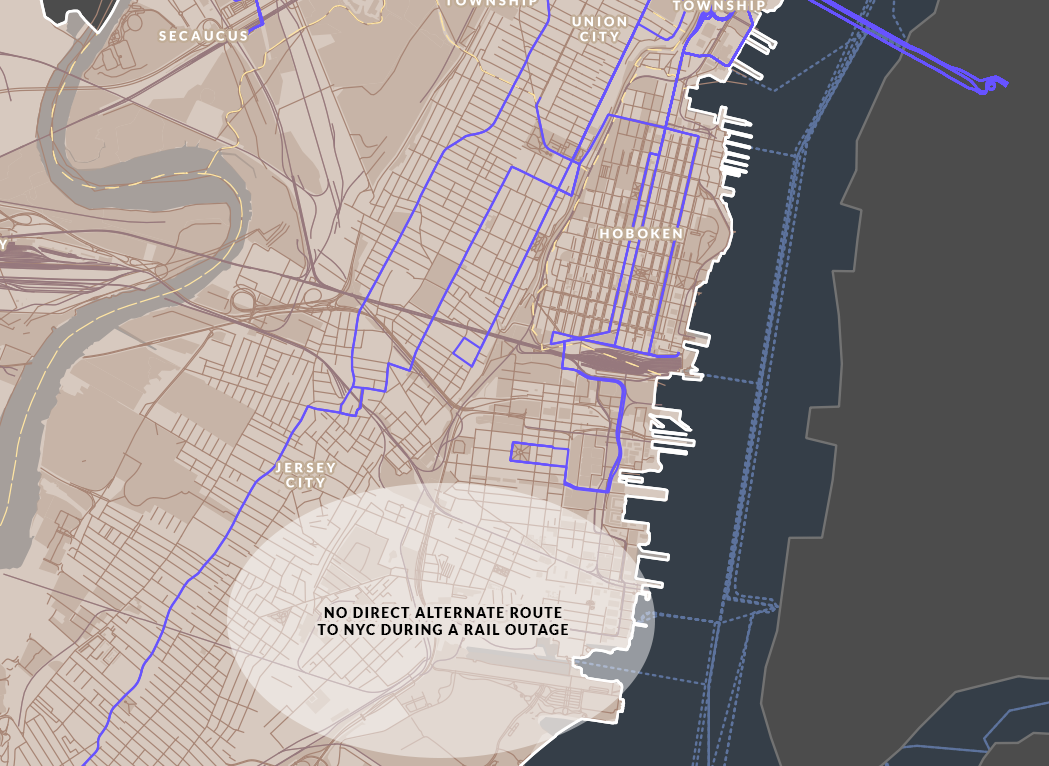 TOWNSHIP
TOWNSHIP
UNION
CITY
SECAUCUS
HOBOKEN
Y
JERSEY
CITY
NO DIRECT ALTERNATE ROUTE
TO NYC DURING A RAIL OUTAGE